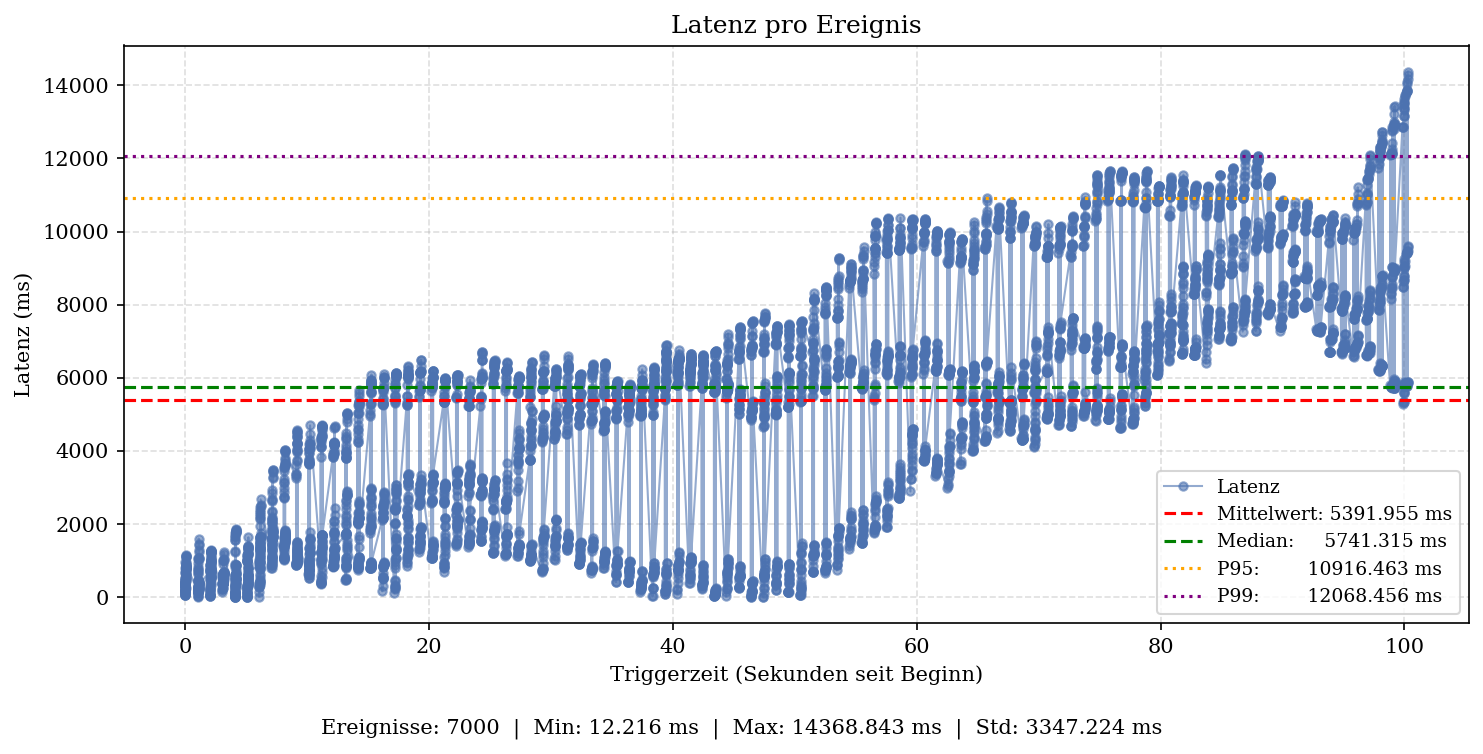 Latenz pro Ereignis
Latenz (ms)
14000
12000
10000
8000
6000
4000
2000
0
0 20 40 60 80 100
Triggerzeit (Sekunden seit Beginn)
Latenz
Mittelwert: 5391.955 ms
Median: 5741.315 ms
P95: 10916.463 ms
P99: 12068.456 ms
Ereignisse: 7000 | Min: 12.216 ms | Max: 14368.843 ms | Std: 3347.224 ms